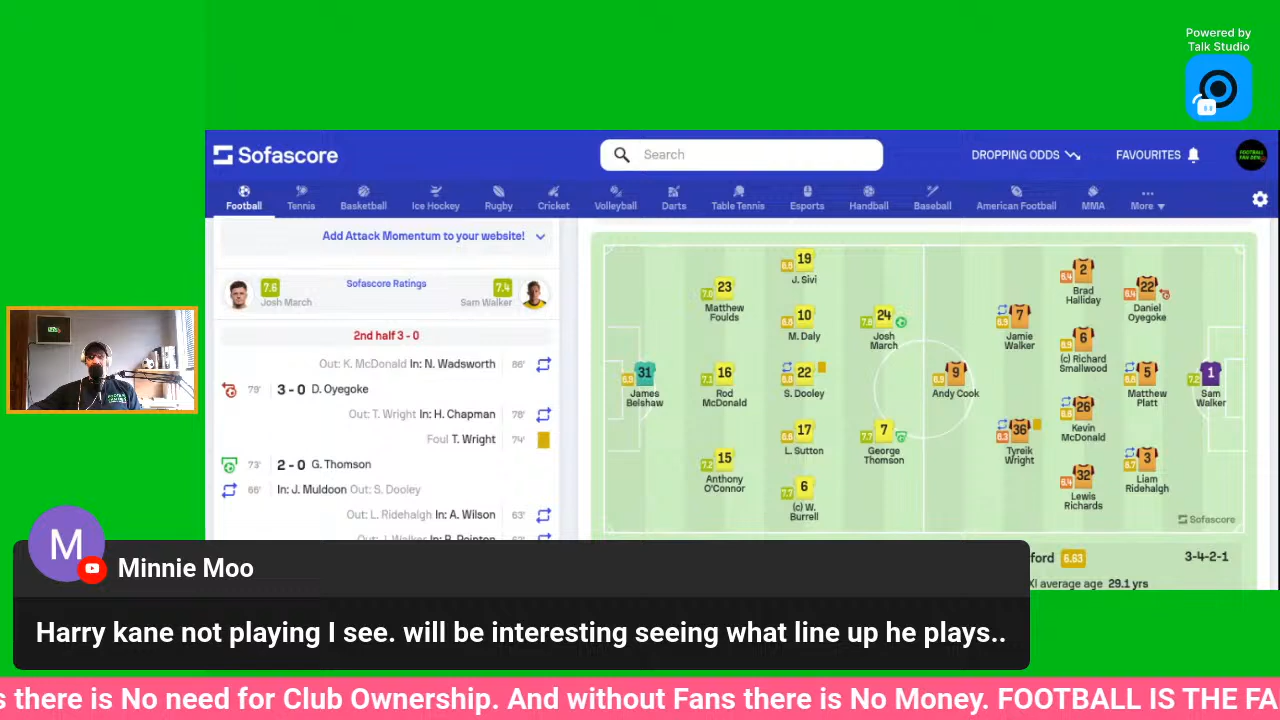 Powered by
Talk Studio
Sofascore
Search
DROPPING ODDS
FAVOURITES
Football
Tennis
Basketball
Ice Hockey
Rugby
Cricket
Volleyball
Darts
Table Tennis
Esports
Handball
Baseball
American Football
MMA
More
Add Attack Momentum to your website!
7.6
Josh March
Sofascore Ratings
7.4
Sam Walker
2nd half 3 - 0
Out: K. McDonald In: N. Wadsworth 86'
79' 3 - 0 D. Oyegoke
Out: T. Wright In: H. Chapman 78'
Foul T. Wright 74'
73' 2 - 0 G. Thomson
66' In: J. Muldoon Out: S. Dooley
Out: L. Ridehalgh In: A. Wilson 63'
19
J. Sivi
23
Matthew
Foulds
10
M. Daly
24
Josh
March
31
James
Belshaw
16
Rod
McDonald
22
S. Dooley
17
L. Sutton
7
George
Thomson
15
Anthony
O'Connor
6
(c) W.
Burrell
2
Brad
Halliday
22
Daniel
Oyegoke
7
Jamie
Walker
6
(c) Richard
Smallwood
9
Andy Cook
5
Matthew
Platt
1
Sam
Walker
26
Kevin
McDonald
36
Tyreik
Wright
3
Liam
Ridehalgh
32
Lewis
Richards
Sofascore
ford 6.63
3-4-2-1
XI average age 29.1 yrs
M
Minnie Moo
Harry kane not playing I see. will be interesting seeing what line up he plays..
s there is No need for Club Ownership. And without Fans there is No Money. FOOTBALL IS THE FA